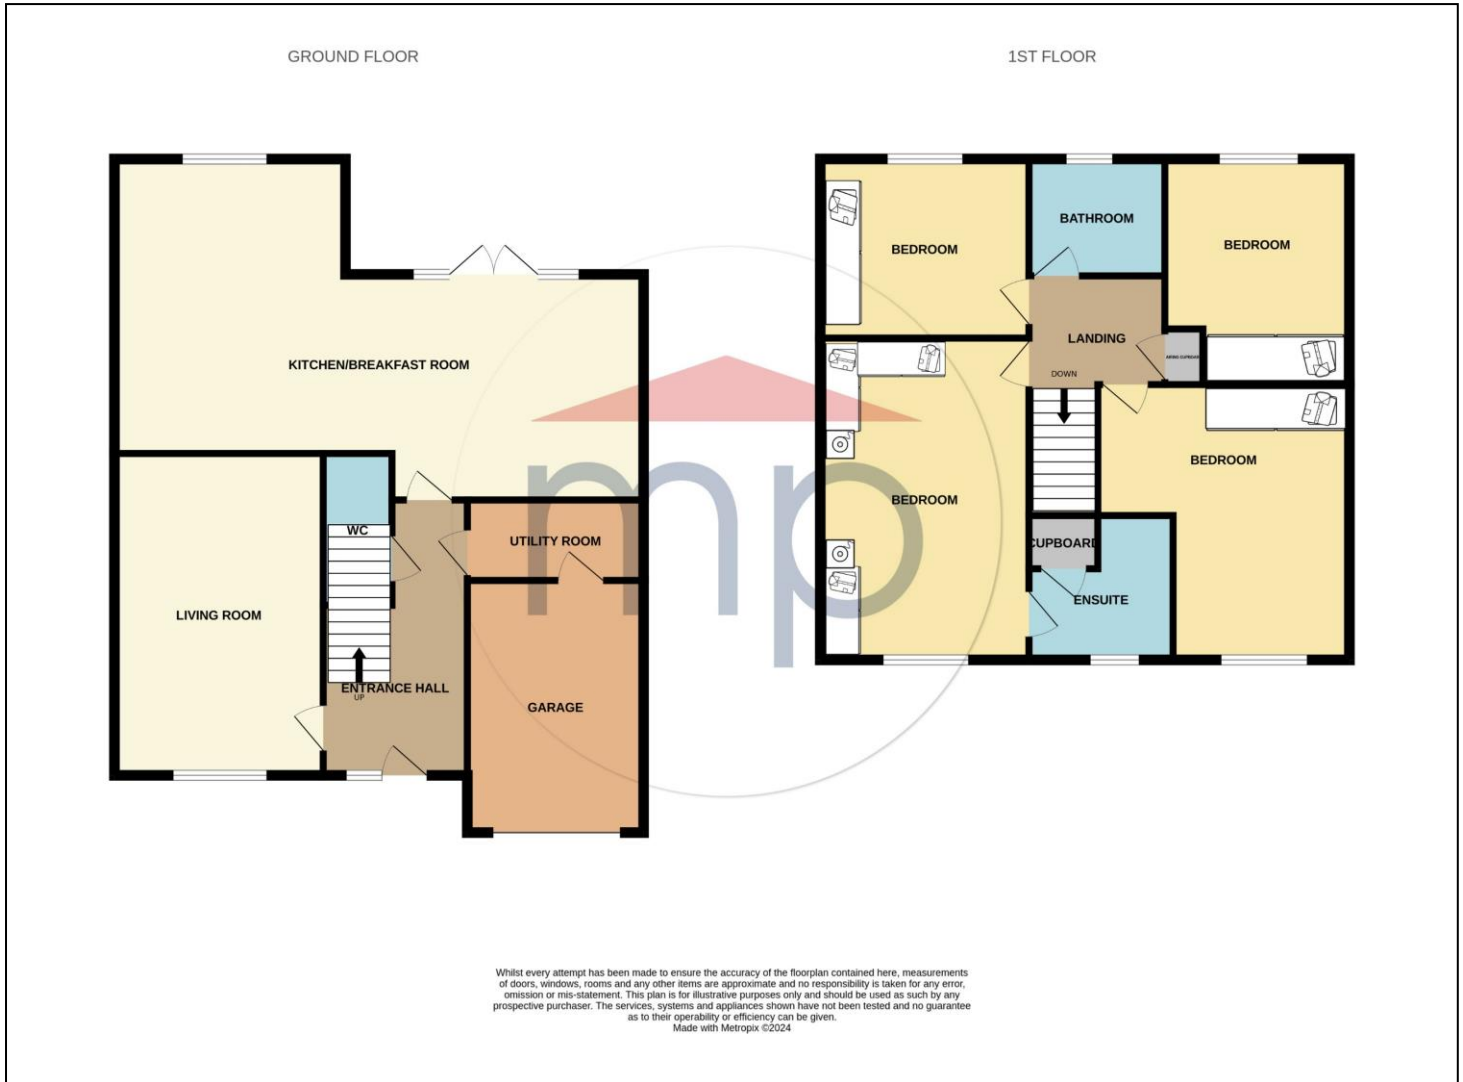 GROUND FLOOR
1ST FLOOR
BATHROOM
BEDROOM
BEDROOM
LANDING
DOWN
KITCHEN/BREAKFAST ROOM
BEDROOM
BEDROOM
WC
UTILITY ROOM
CUPBOARD
ENSUITE
LIVING ROOM
ENTRANCE HALL
UP
GARAGE
mp
Whilst every attempt has been made to ensure the accuracy of the floorplan contained here, measurements
of doors, windows, rooms and any other items are approximate and no responsibility is taken for any error,
omission or mis-statement. This plan is for illustrative purposes only and should be used as such by any
prospective purchaser. The services, systems and appliances shown have not been tested and no guarantee
as to their operability or efficiency can be given.
Made with Metropix ©2024